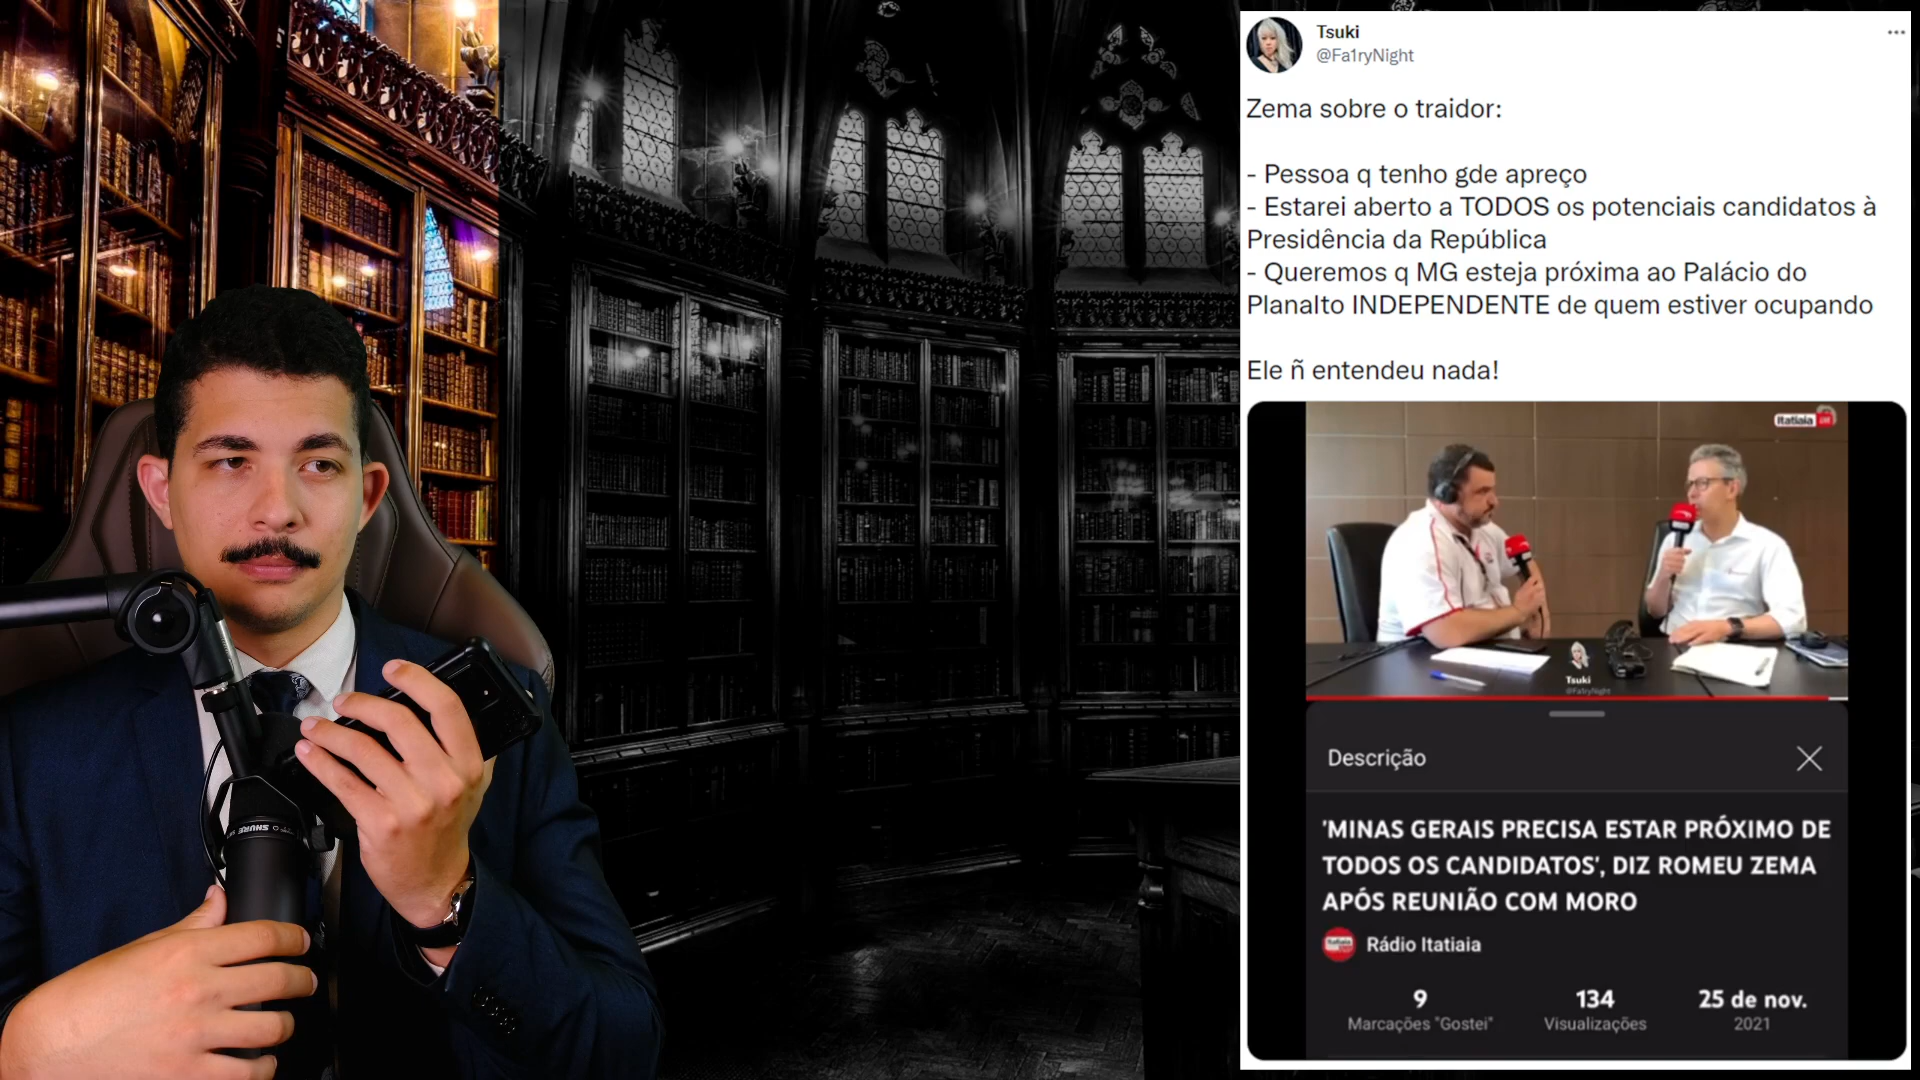 Tsuki
@Fa1ryNight
Zema sobre o traidor:
- Pessoa q tenho gde apreço
- Estarei aberto a TODOS os potenciais candidatos à
Presidência da República
- Queremos q MG esteja próxima ao Palácio do
Planalto INDEPENDENTE de quem estiver ocupando
Ele ñ entendeu nada!
Itatiaia
Tsuki
@Fa1ryNight
Descrição
'MINAS GERAIS PRECISA ESTAR PRÓXIMO DE
TODOS OS CANDIDATOS', DIZ ROMEU ZEMA
APÓS REUNIÃO COM MORO
Itatiaia
Rádio Itatiaia
9
134
25 de nov.
Marcações "Gostei"
Visualizações
2021
SHURE